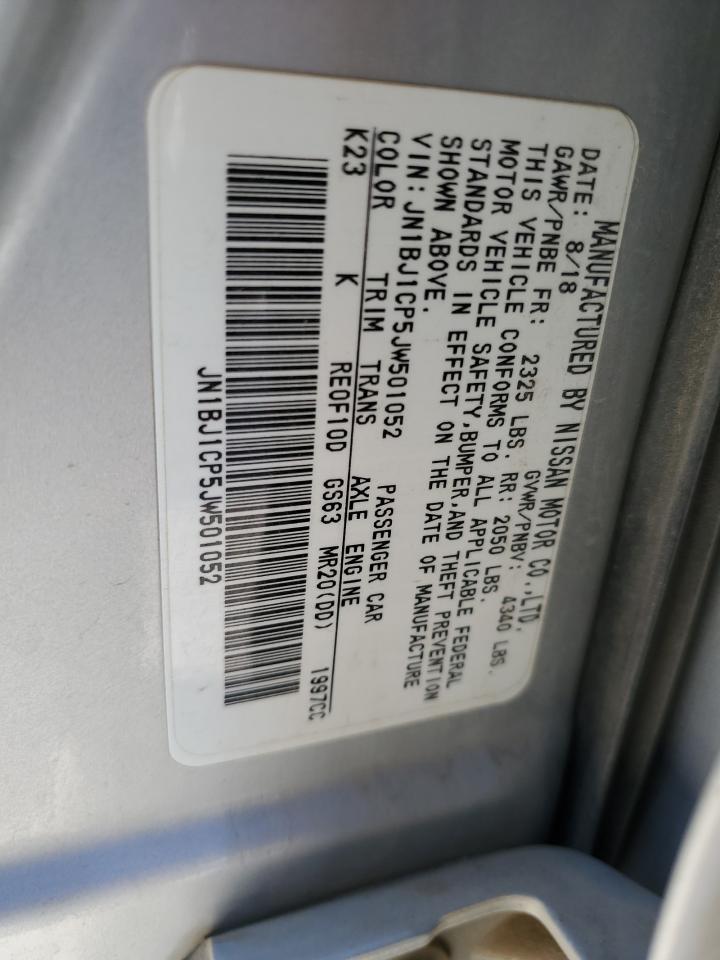 MANUFACTURED BY NISSAN MOTOR CO.,LTD.
DATE: 8/18 GVWR/PNBV: 4340 LBS.
GAWR/PNBE FR: 2325 LBS. RR: 2050 LBS.
THIS VEHICLE CONFORMS TO ALL APPLICABLE FEDERAL
MOTOR VEHICLE SAFETY,BUMPER,AND THEFT PREVENTION
STANDARDS IN EFFECT ON THE DATE OF MANUFACTURE
SHOWN ABOVE.
VIN: JN1BJ1CP5JW501052 PASSENGER CAR
COLOR TRIM TRANS AXLE ENGINE
K23 K RE0F10D GS63 MR20(DD) 1997CC
JN1BJ1CP5JW501052